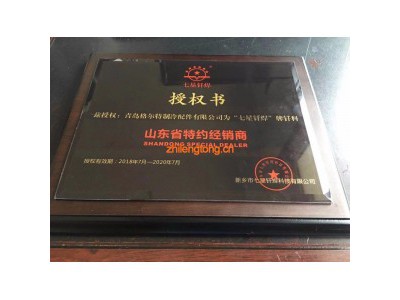 七星钎焊
授权书
兹授权：青岛格尔特制冷配件有限公司为“七星钎焊”铆钎料
山东省特约经销商
SHANDONG SPECIAL DEALER
zhilengtong.cn
授权有效期：2018年7月—2020年7月
新乡市七星钎焊科技有限公司